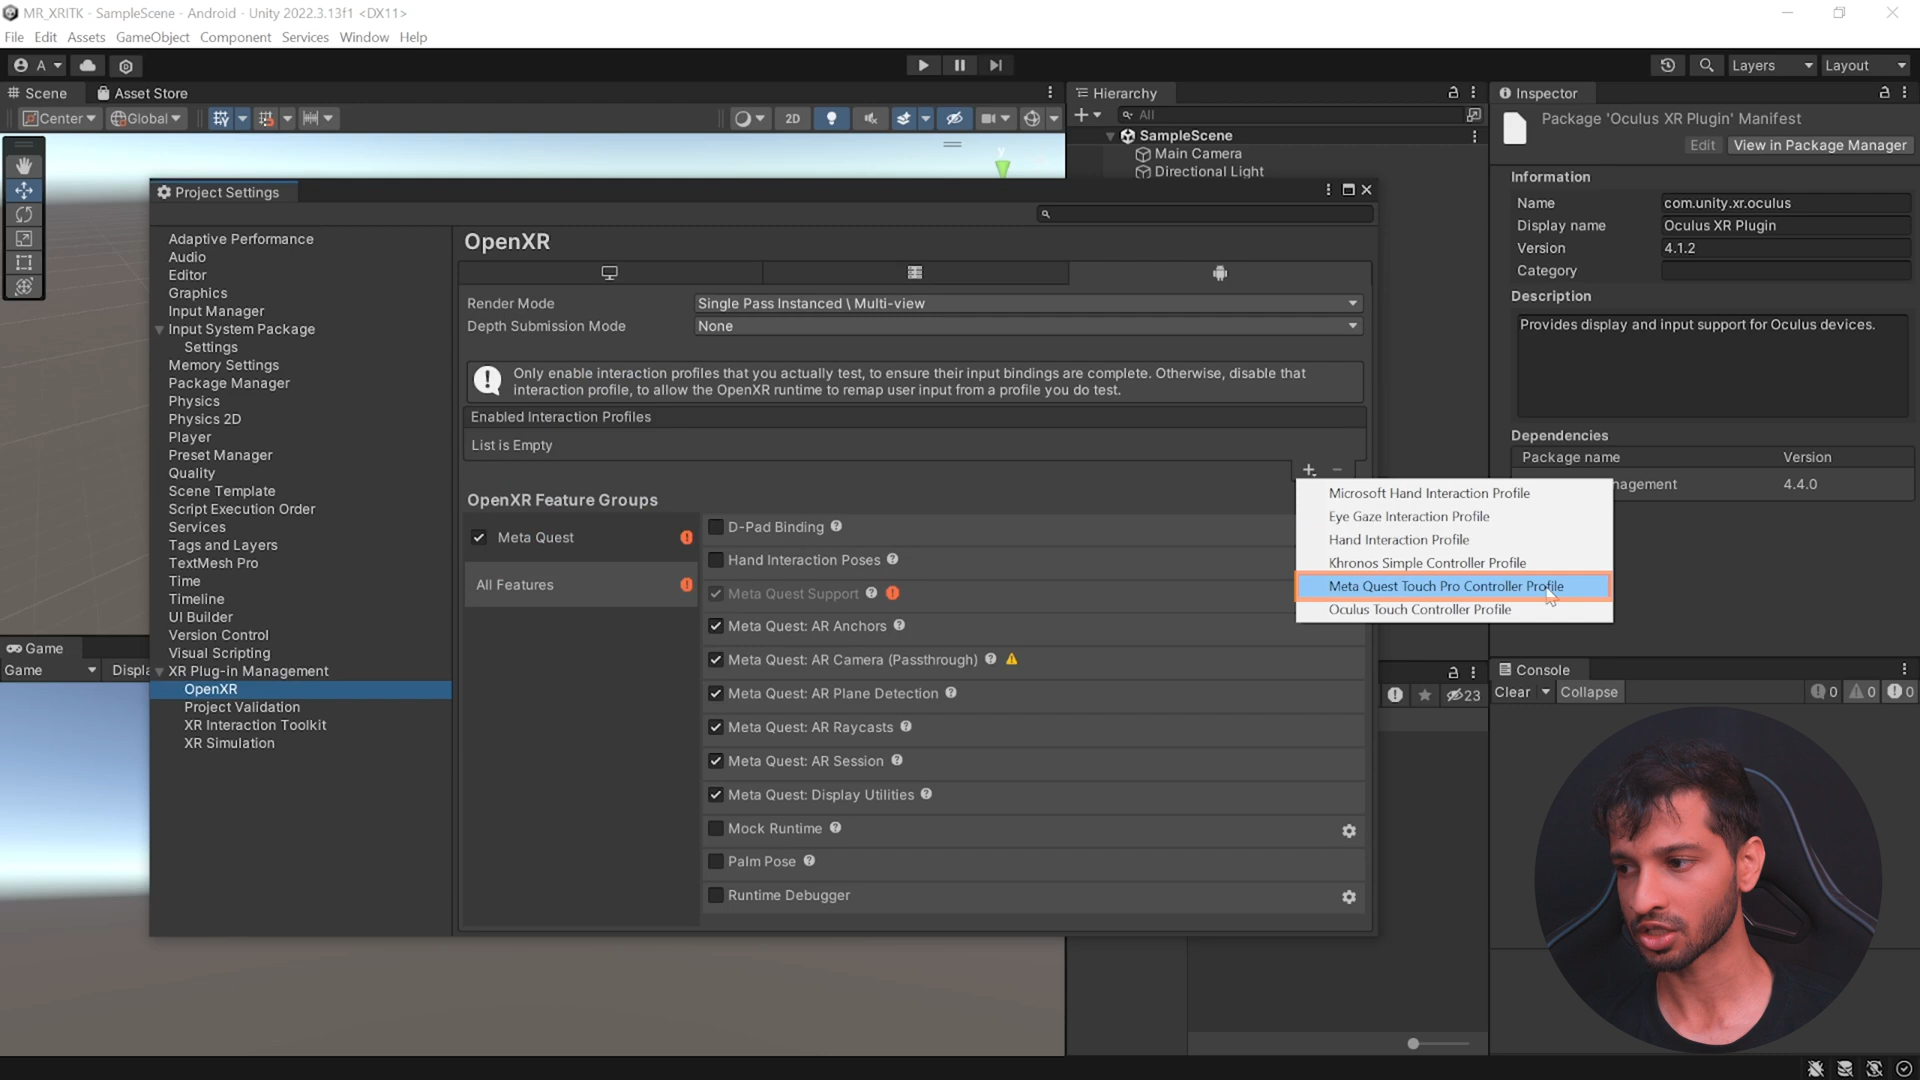 MR_XRITK - SampleScene - Android - Unity 2022.3.13f1 <DX11>
File Edit Assets GameObject Component Services Window Help
A
Layers
Layout
Scene
Asset Store
Center
Global
2D
Hierarchy
All
SampleScene
Main Camera
Directional Light
Inspector
Package 'Oculus XR Plugin' Manifest
Edit
View in Package Manager
Information
Name com.unity.xr.oculus
Display name Oculus XR Plugin
Version 4.1.2
Category
Description
Provides display and input support for Oculus devices.
Dependencies
Package name Version
nagement 4.4.0
Project Settings
Adaptive Performance
Audio
Editor
Graphics
Input Manager
Input System Package
Settings
Memory Settings
Package Manager
Physics
Physics 2D
Player
Preset Manager
Quality
Scene Template
Script Execution Order
Services
Tags and Layers
TextMesh Pro
Time
Timeline
UI Builder
Version Control
Visual Scripting
XR Plug-in Management
OpenXR
Project Validation
XR Interaction Toolkit
XR Simulation
OpenXR
Render Mode Single Pass Instanced \ Multi-view
Depth Submission Mode None
Only enable interaction profiles that you actually test, to ensure their input bindings are complete. Otherwise, disable that
interaction profile, to allow the OpenXR runtime to remap user input from a profile you do test.
Enabled Interaction Profiles
List is Empty
OpenXR Feature Groups
Meta Quest
All Features
D-Pad Binding
Hand Interaction Poses
Meta Quest Support
Meta Quest: AR Anchors
Meta Quest: AR Camera (Passthrough)
Meta Quest: AR Plane Detection
Meta Quest: AR Raycasts
Meta Quest: AR Session
Meta Quest: Display Utilities
Mock Runtime
Palm Pose
Runtime Debugger
Microsoft Hand Interaction Profile
Eye Gaze Interaction Profile
Hand Interaction Profile
Khronos Simple Controller Profile
Meta Quest Touch Pro Controller Profile
Oculus Touch Controller Profile
Game
Game Displa
23
Console
Clear Collapse 0 0 0